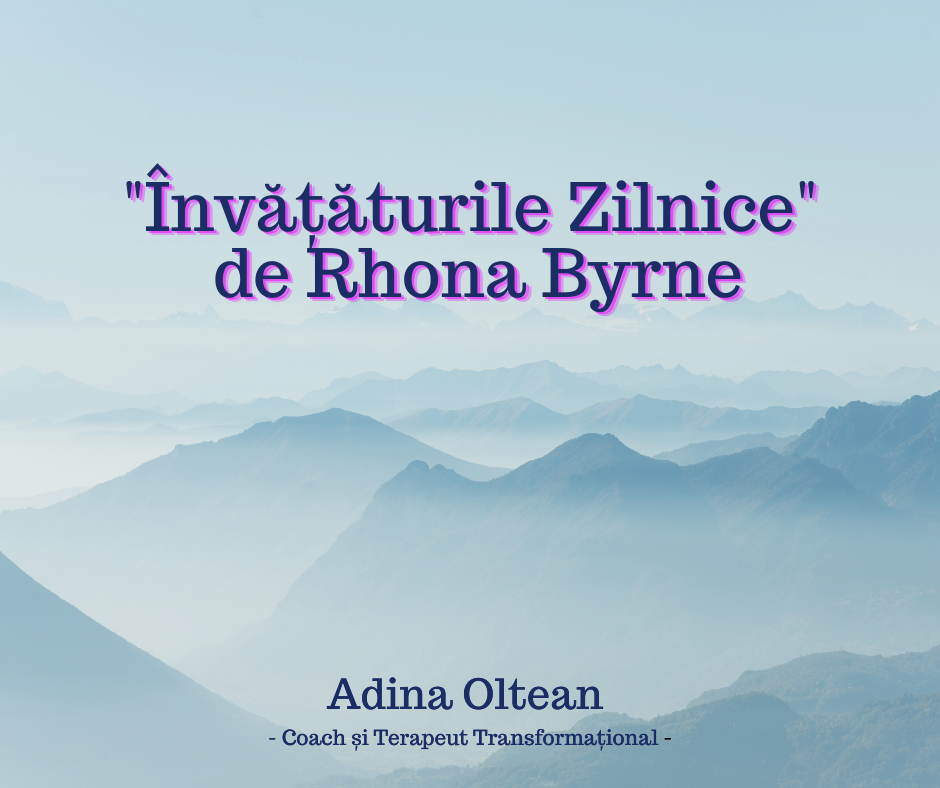 "Învățăturile Zilnice"
de Rhona Byrne
Adina Oltean
- Coach și Terapeut Transformațional -